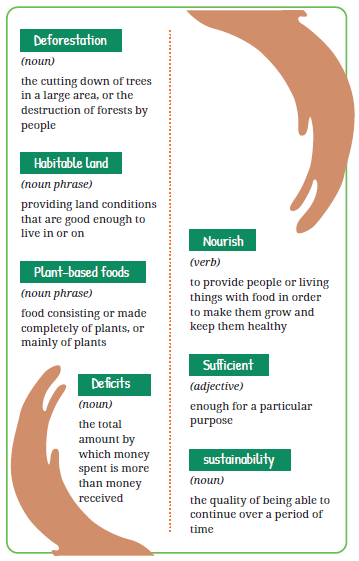 Deforestation
(noun)
the cutting down of trees
in a large area, or the
destruction of forests by
people
Habitable land
(noun phrase)
providing land conditions
that are good enough to
live in or on
Plant-based foods
(noun phrase)
food consisting or made
completely of plants, or
mainly of plants
Deficits
(noun)
the total
amount by
which money
spent is more
than money
received
Nourish
(verb)
to provide people or living
things with food in order
to make them grow and
keep them healthy
Sufficient
(adjective)
enough for a particular
purpose
sustainability
(noun)
the quality of being able to
continue over a period of
time